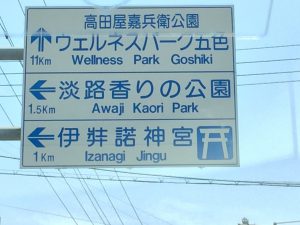 高田屋嘉兵衛公園
ウェルネスパーク五色
11Km Wellness Park Goshiki
淡路香りの公園
1.5Km Awaji Kaori Park
伊弉諾神宮
1Km Izanagi Jingu